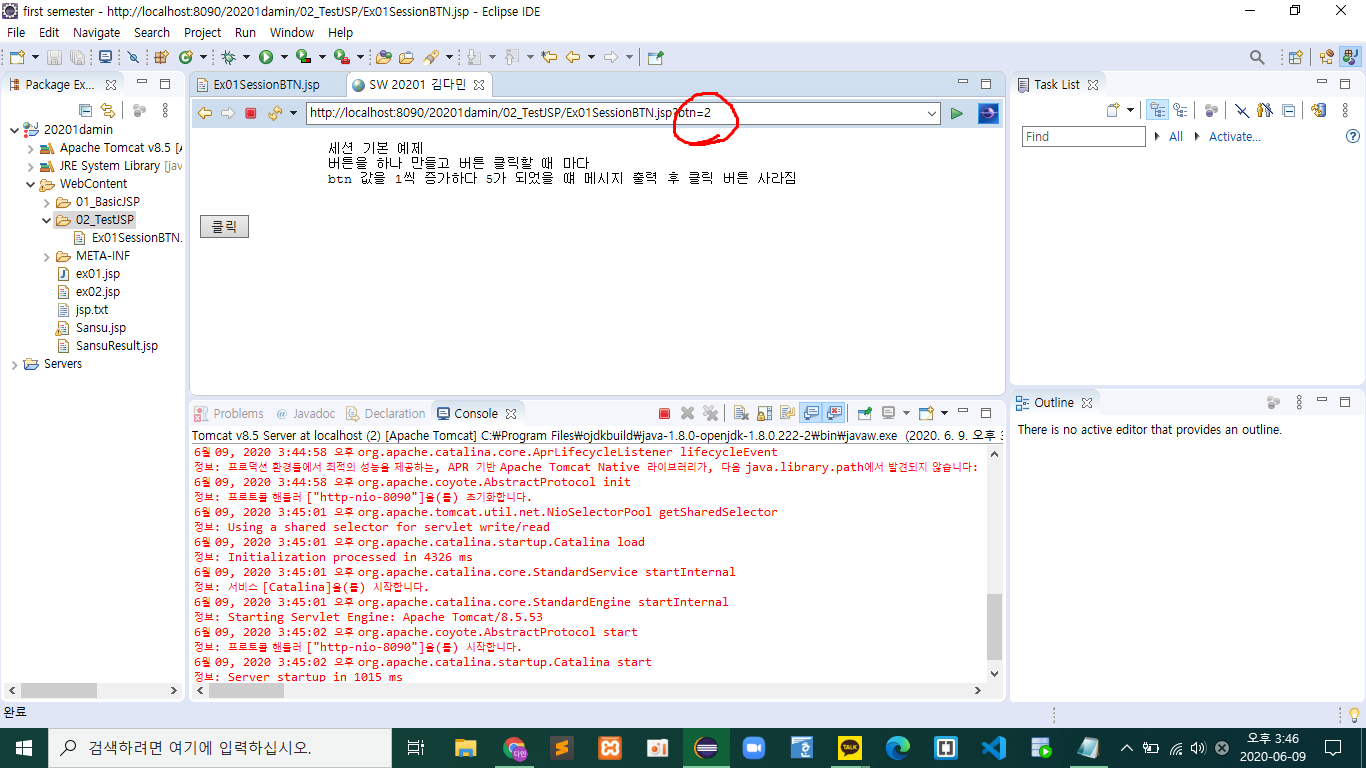 first semester - http://localhost:8090/20201damin/02_TestJSP/Ex01SessionBTN.jsp - Eclipse IDE
File Edit Navigate Search Project Run Window Help
Package Ex...
Ex01SessionBTN.jsp
SW 20201 김다민
Task List
http://localhost:8090/20201damin/02_TestJSP/Ex01SessionBTN.jsp?btn=2
Find
All
Activate...
20201damin
Apache Tomcat v8.5 [A
JRE System Library [jav
WebContent
01_BasicJSP
02_TestJSP
Ex01SessionBTN.
META-INF
ex01.jsp
ex02.jsp
jsp.txt
Sansu.jsp
SansuResult.jsp
Servers
세션 기본 예제
버튼을 하나 만들고 버튼 클릭할 때 마다
btn 값을 1씩 증가하다 5가 되었을 떄 메시지 출력 후 클릭 버튼 사라짐
클릭
Problems
Javadoc
Declaration
Console
Outline
There is no active editor that provides an outline.
Tomcat v8.5 Server at localhost (2) [Apache Tomcat] C:₩Program Files₩ojdkbuild₩java-1.8.0-openjdk-1.8.0.222-2₩bin₩javaw.exe (2020. 6. 9. 오후 3
6월 09, 2020 3:44:58 오후 org.apache.catalina.core.AprLifecycleListener lifecycleEvent
정보: 프로덕션 환경들에서 최적의 성능을 제공하는, APR 기반 Apache Tomcat Native 라이브러리가, 다음 java.library.path에서 발견되지 않습니다:
6월 09, 2020 3:44:58 오후 org.apache.coyote.AbstractProtocol init
정보: 프로토콜 핸들러 ["http-nio-8090"]을(를) 초기화합니다.
6월 09, 2020 3:45:01 오후 org.apache.tomcat.util.net.NioSelectorPool getSharedSelector
정보: Using a shared selector for servlet write/read
6월 09, 2020 3:45:01 오후 org.apache.catalina.startup.Catalina load
정보: Initialization processed in 4326 ms
6월 09, 2020 3:45:01 오후 org.apache.catalina.core.StandardService startInternal
정보: 서비스 [Catalina]을(를) 시작합니다.
6월 09, 2020 3:45:01 오후 org.apache.catalina.core.StandardEngine startInternal
정보: Starting Servlet Engine: Apache Tomcat/8.5.53
6월 09, 2020 3:45:02 오후 org.apache.coyote.AbstractProtocol start
정보: 프로토콜 핸들러 ["http-nio-8090"]을(를) 시작합니다.
6월 09, 2020 3:45:02 오후 org.apache.catalina.startup.Catalina start
정보: Server startup in 1015 ms
완료
검색하려면 여기에 입력하십시오.
다민
TALK
오후 3:46
2020-06-09